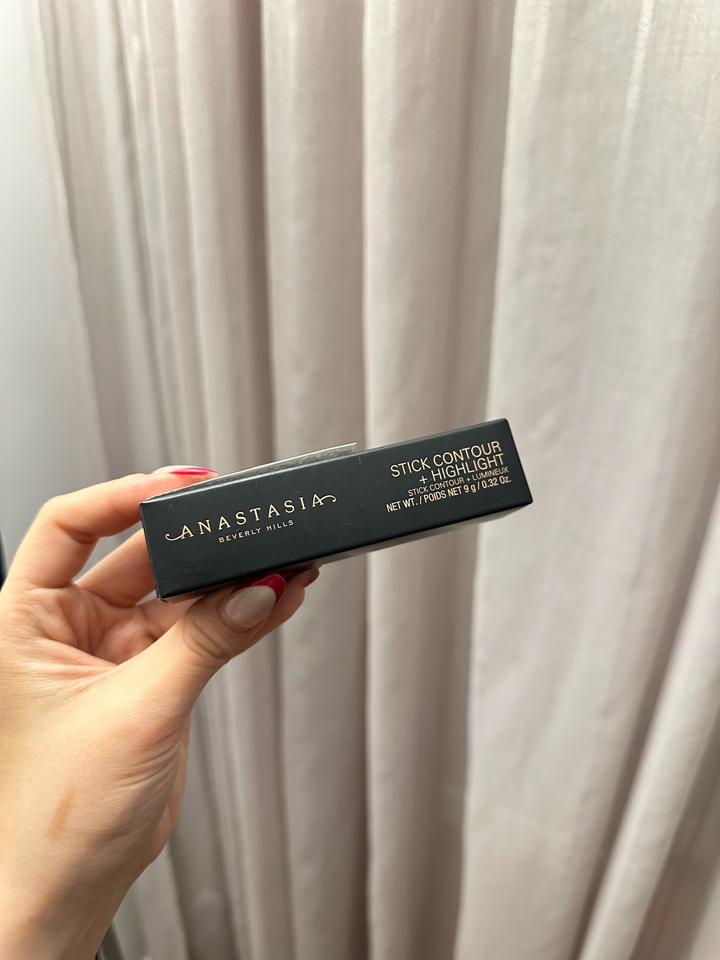 ANASTASIA
BEVERLY HILLS
STICK CONTOUR
+ HIGHLIGHT
STICK CONTOUR + LUMINEUX
NET WT. / POIDS NET 9 g / 0.32 Oz.